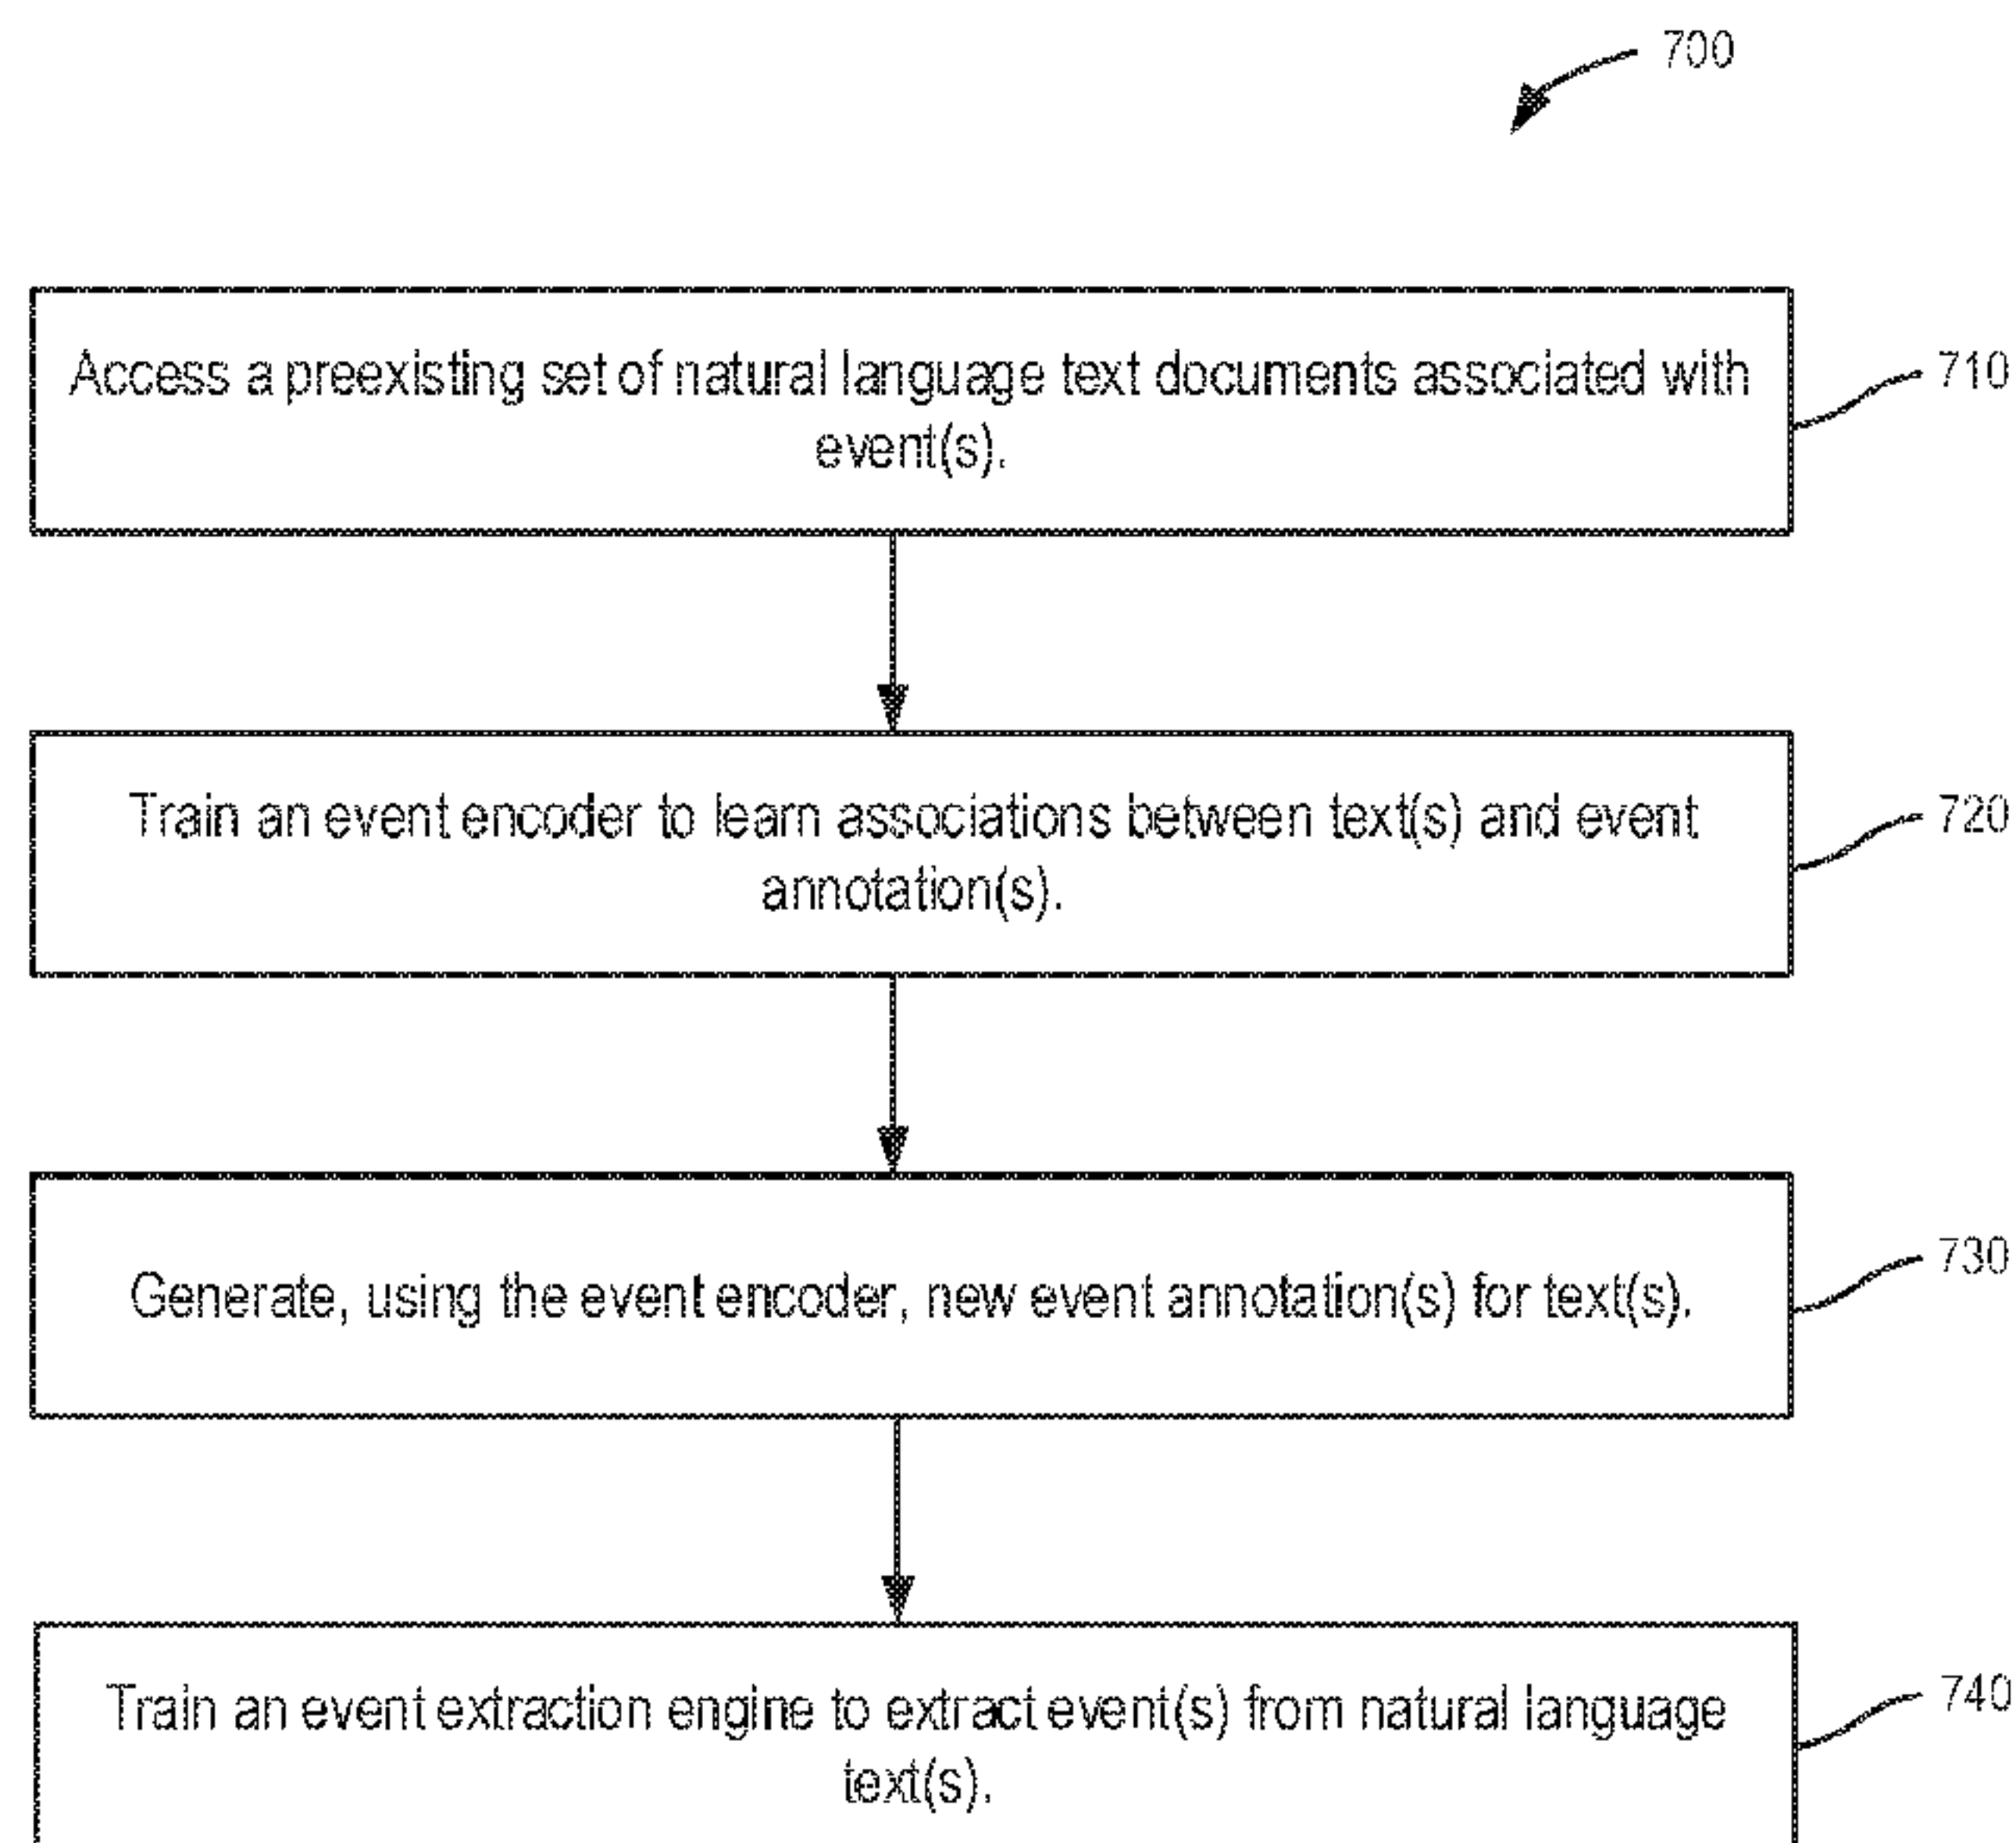 700
Access a preexisting set of natural language text documents associated with
event(s).
710
Train an event encoder to learn associations between text(s) and event
annotation(s).
720
Generate, using the event encoder, new event annotation(s) for text(s).
730
Train an event extraction engine to extract event(s) from natural language
text(s).
740